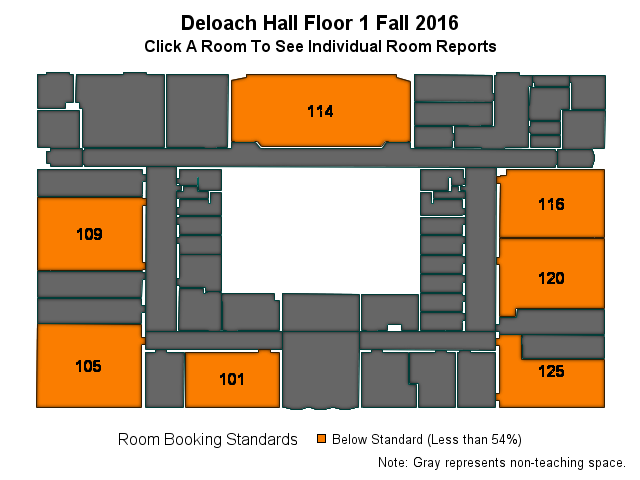 Deloach Hall Floor 1 Fall 2016
Click A Room To See Individual Room Reports
114
116
109
120
105
125
101
Room Booking Standards
Below Standard (Less than 54%)
Note: Gray represents non-teaching space.